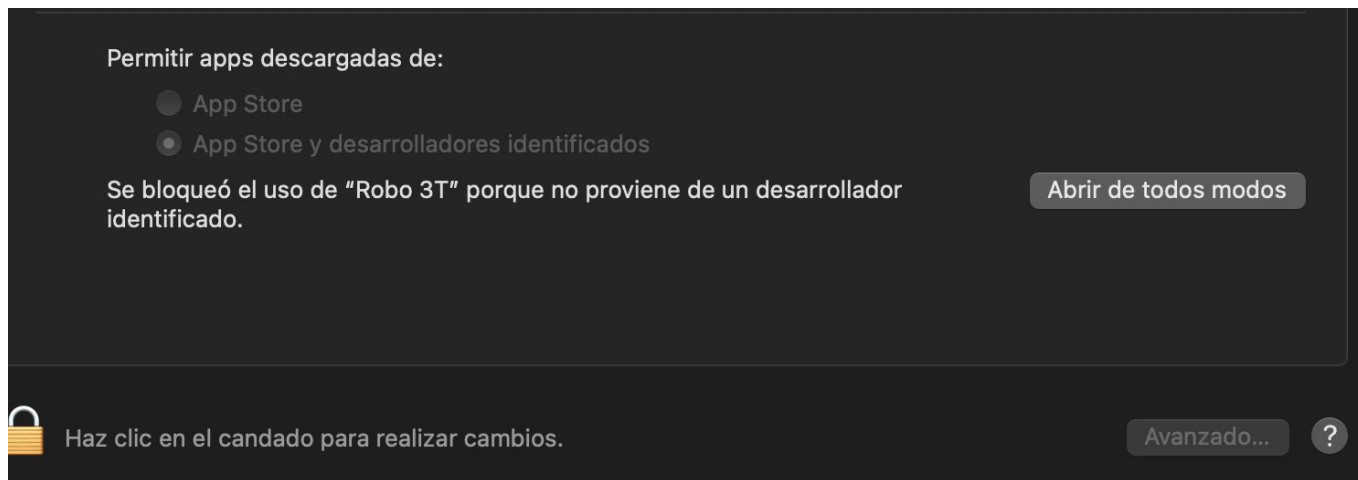 Permitir apps descargadas de:
App Store
App Store y desarrolladores identificados
Se bloqueó el uso de “Robo 3T” porque no proviene de un desarrollador
identificado.
Abrir de todos modos
Haz clic en el candado para realizar cambios.
Avanzado...
?